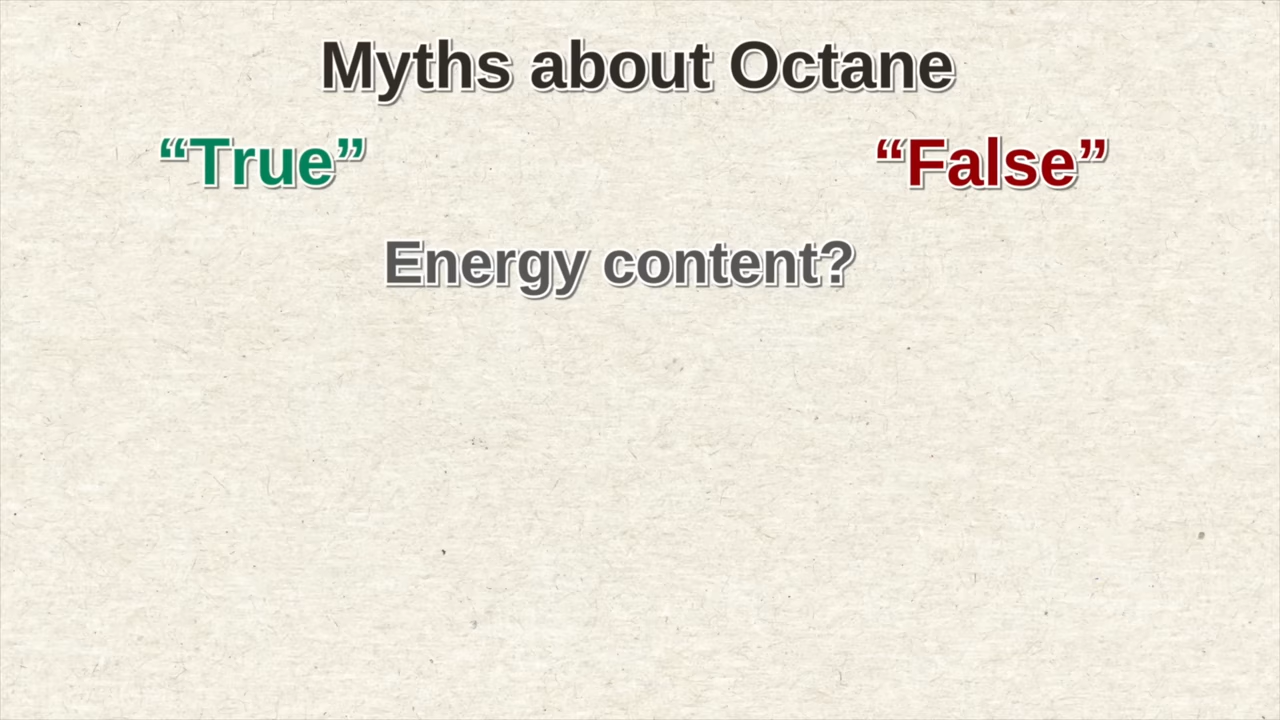 Myths about Octane
“True” “False”
Energy content?